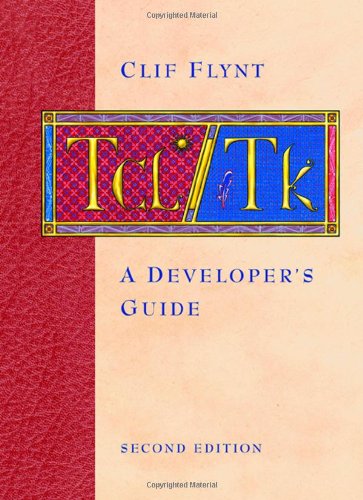 CLIF FLYNT
TCL/TK
A DEVELOPER'S
GUIDE
SECOND EDITION